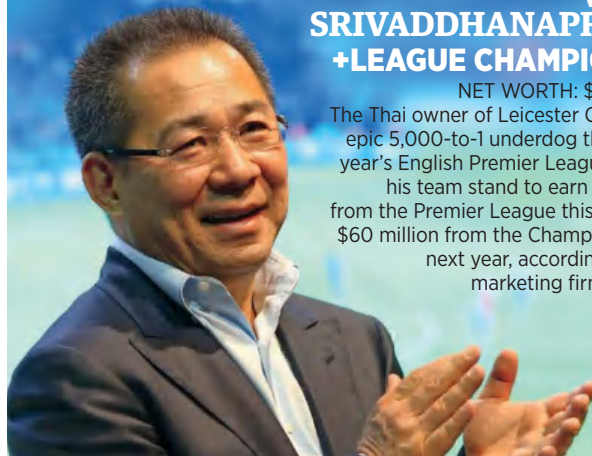 SRIVADDHANAPR
+LEAGUE CHAMPIO
NET WORTH: $
The Thai owner of Leicester C
epic 5,000-to-1 underdog th
year's English Premier Leagu
his team stand to earn
from the Premier League this
$60 million from the Champ
next year, accordin
marketing firm